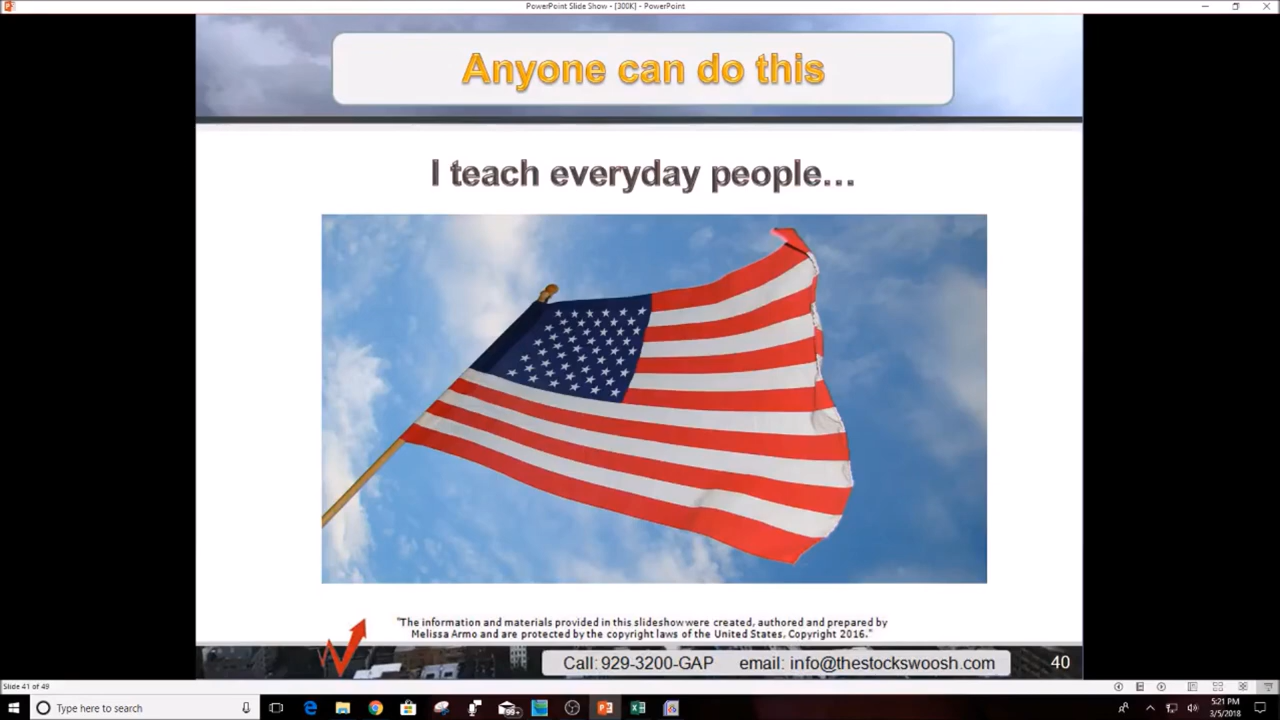 PowerPoint Slide Show - [300K] - PowerPoint
Anyone can do this
I teach everyday people...
"The information and materials provided in this slideshow were created, authored and prepared by
Melissa Armo and are protected by the copyright laws of the United States, Copyright 2016."
Call: 929-3200-GAP email: info@thestockswoosh.com 40
Slide 41 of 49
Type here to search
99+
5:21 PM
3/5/2018